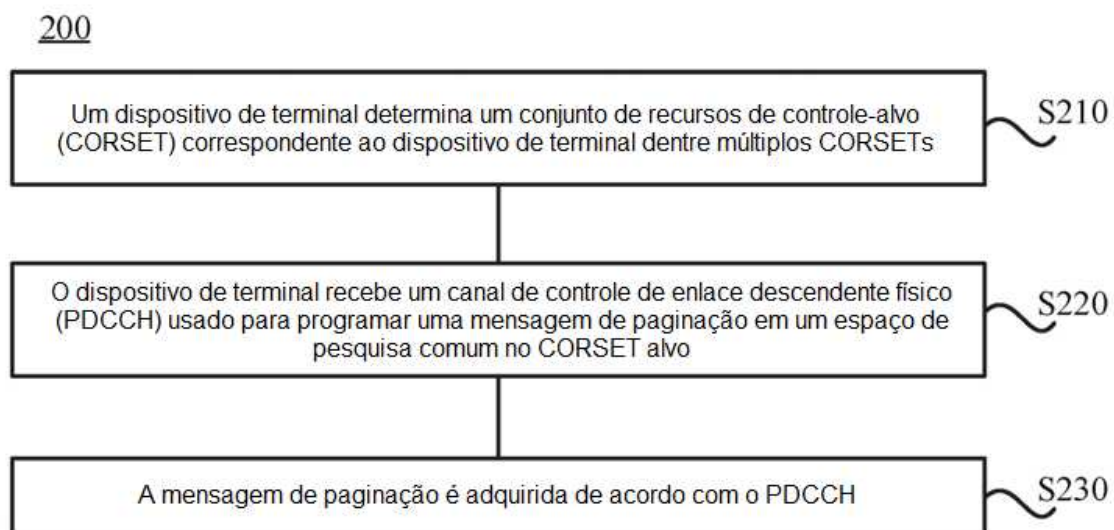 200
Um dispositivo de terminal determina um conjunto de recursos de controle-alvo
(CORSET) correspondente ao dispositivo de terminal dentre múltiplos CORSETs
S210
O dispositivo de terminal recebe um canal de controle de enlace descendente físico
(PDCCH) usado para programar uma mensagem de paginação em um espaço de
pesquisa comum no CORSET alvo
S220
A mensagem de paginação é adquirida de acordo com o PDCCH
S230